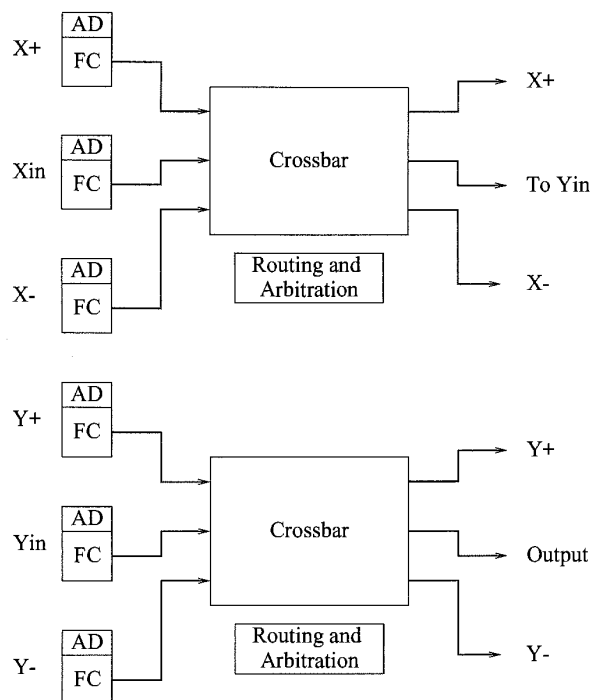 AD
X+
FC
X+
AD
Xin
FC
Crossbar
To Yin
AD
X-
FC
Routing and
Arbitration
X-
AD
Y+
FC
Y+
AD
Yin
FC
Crossbar
Output
AD
Y-
FC
Routing and
Arbitration
Y-